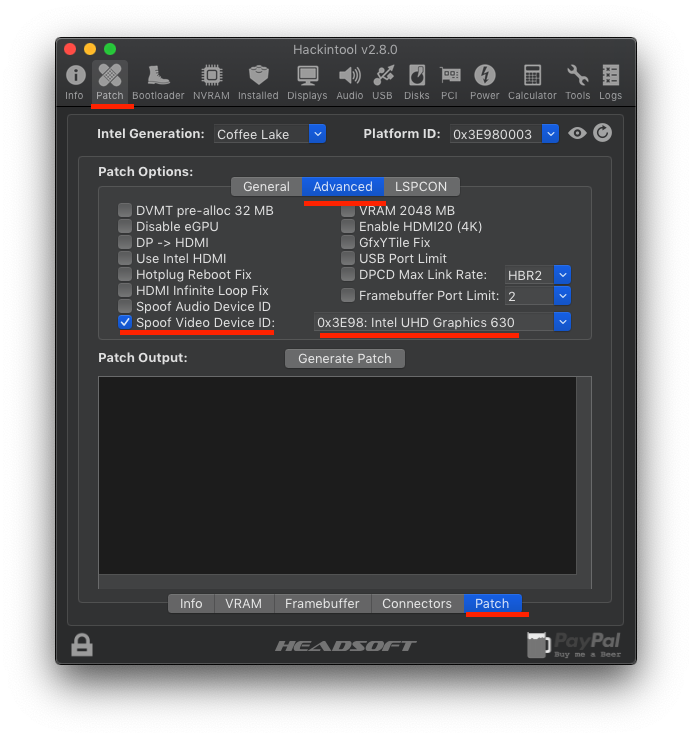 Hackintool v2.8.0
Info Patch Bootloader NVRAM Installed Displays Audio USB Disks PCI Power Calculator Tools Logs
Intel Generation: Coffee Lake Platform ID: 0x3E980003
Patch Options:
General Advanced LSPCON
DVMT pre-alloc 32 MB VRAM 2048 MB
Disable eGPU Enable HDMI20 (4K)
DP -> HDMI GfxYTile Fix
Use Intel HDMI USB Port Limit
Hotplug Reboot Fix DPCD Max Link Rate: HBR2
HDMI Infinite Loop Fix Framebuffer Port Limit: 2
Spoof Audio Device ID
Spoof Video Device ID: 0x3E98: Intel UHD Graphics 630
Patch Output: Generate Patch
Info VRAM Framebuffer Connectors Patch
HEADSOFT PayPal
Buy me a Beer